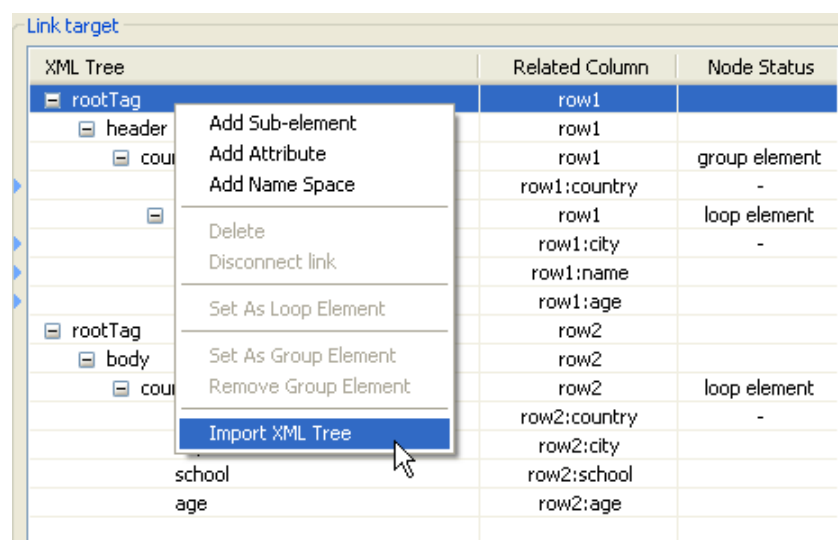 Link target
XML Tree Related Column Node Status
rootTag row1
header row1
row1 group element
row1:country -
row1 loop element
row1:city -
row1:name
row1:age
rootTag row2
body row2
row2 loop element
row2:country -
row2:city
school row2:school
age row2:age
Add Sub-element
Add Attribute
Add Name Space
Delete
Disconnect link
Set As Loop Element
Set As Group Element
Remove Group Element
Import XML Tree